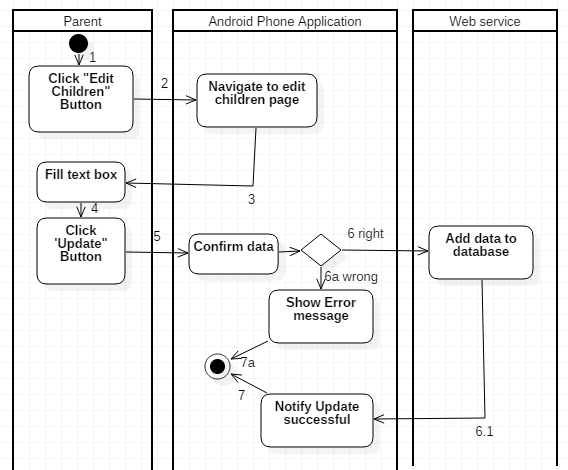 Parent
Android Phone Application
Web service
1
Click "Edit
Children"
Button
2
Navigate to edit
children page
3
Fill text box
4
Click
'Update"
Button
5
Confirm data
6 right
Add data to
database
6a wrong
Show Error
message
7a
7
Notify Update
successful
6.1